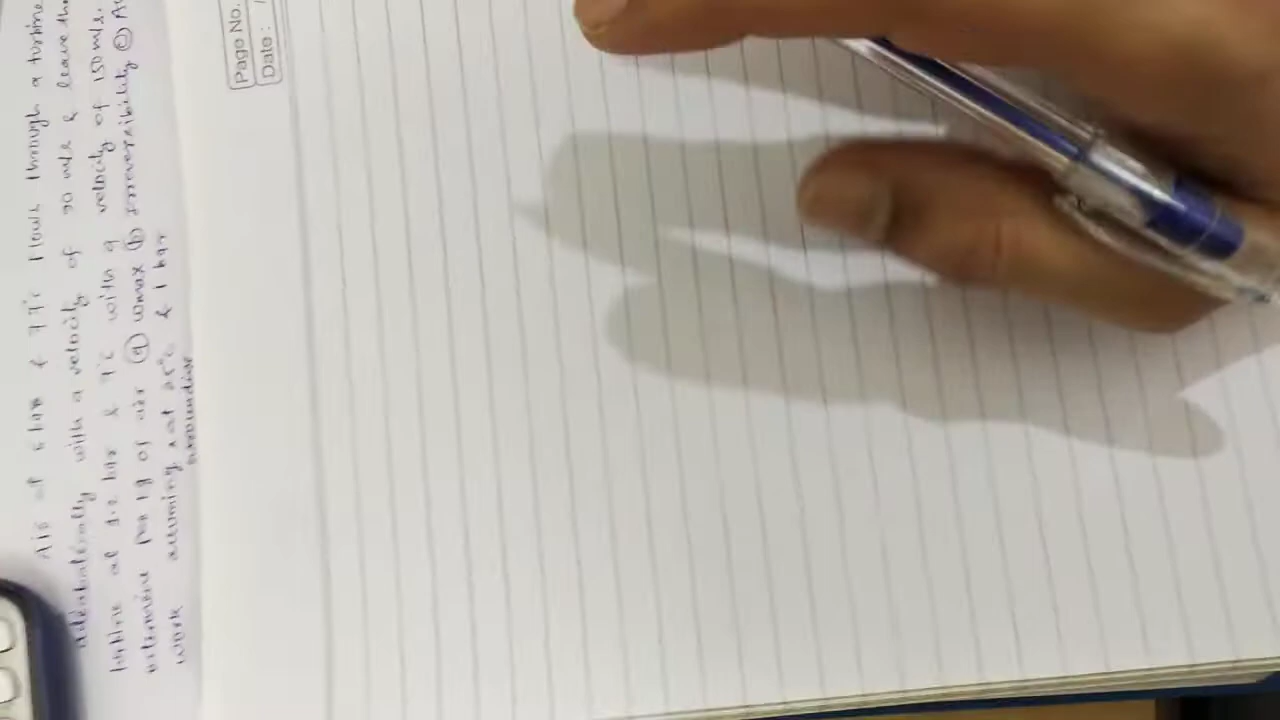 Air at 6 bar & 77°c flows through a turbine
adiabatically with a velocity of 90 m/s & leave the
turbine at 1.2 bar & 7°c with a velocity of 150 m/s.
Determine per kg of air (a) wmax (b) irreversibility (c)
work assuming at 25°c & 1 bar
surrounding
Page No.
Date : /